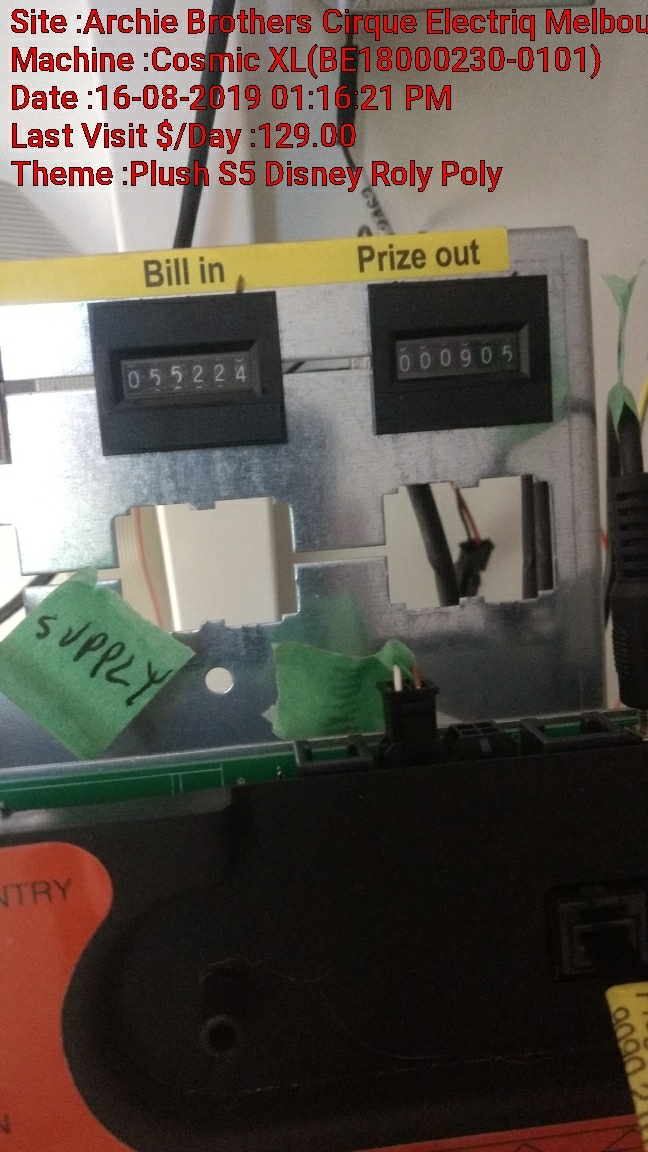 Site :Archie Brothers Cirque Electriq Melbou
Machine :Cosmic XL(BE18000230-0101)
Date :16-08-2019 01:16:21 PM
Last Visit $/Day :129.00
Theme :Plush S5 Disney Roly Poly
Bill in
Prize out
055224
000905
SUPPLY
NTRY